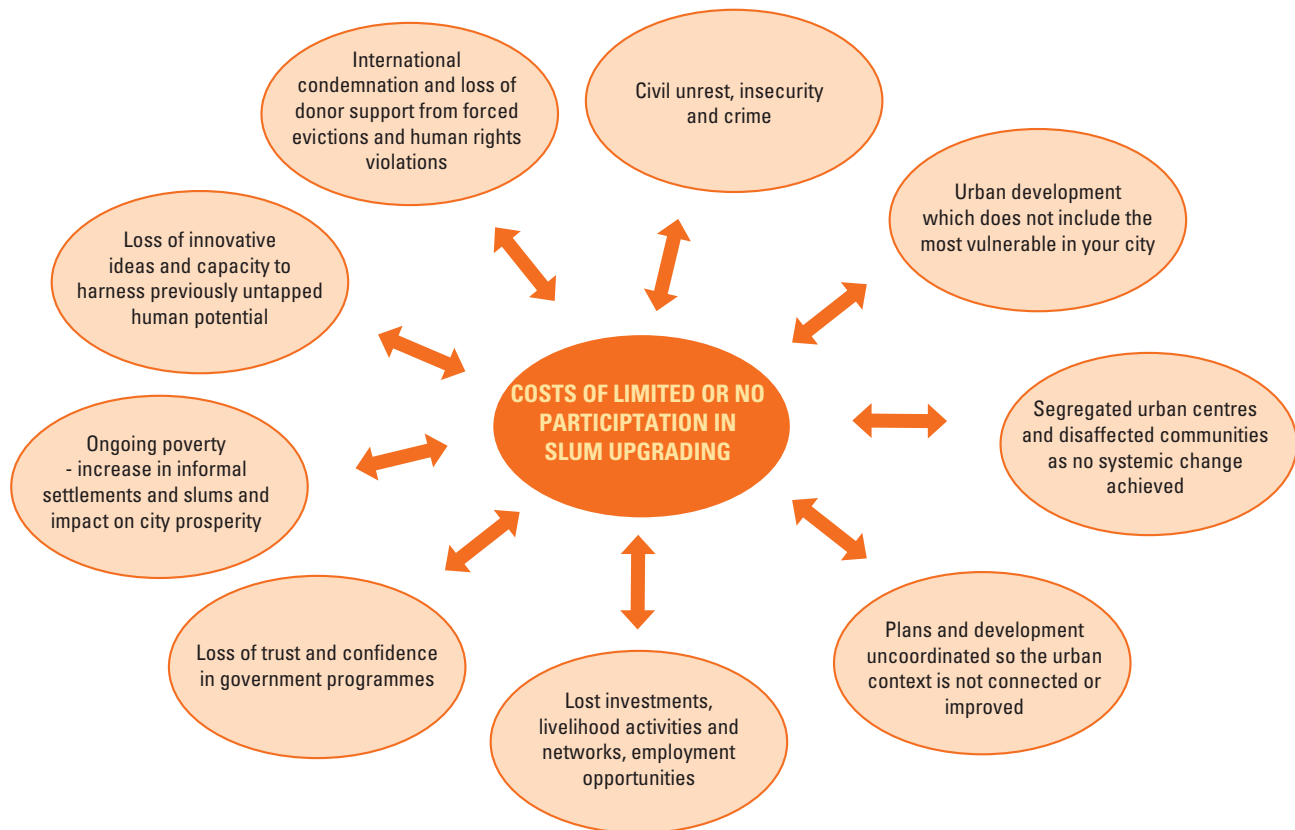 International
condemnation and loss of
donor support from forced
evictions and human rights
violations
Civil unrest, insecurity
and crime
Urban development
which does not include the
most vulnerable in your city
Loss of innovative
ideas and capacity to
harness previously untapped
human potential
COSTS OF LIMITED OR NO
PARTICIPTATION IN
SLUM UPGRADING
Segregated urban centres
and disaffected communities
as no systemic change
achieved
Ongoing poverty
- increase in informal
settlements and slums and
impact on city prosperity
Plans and development
uncoordinated so the urban
context is not connected or
improved
Loss of trust and confidence
in government programmes
Lost investments,
livelihood activities and
networks, employment
opportunities